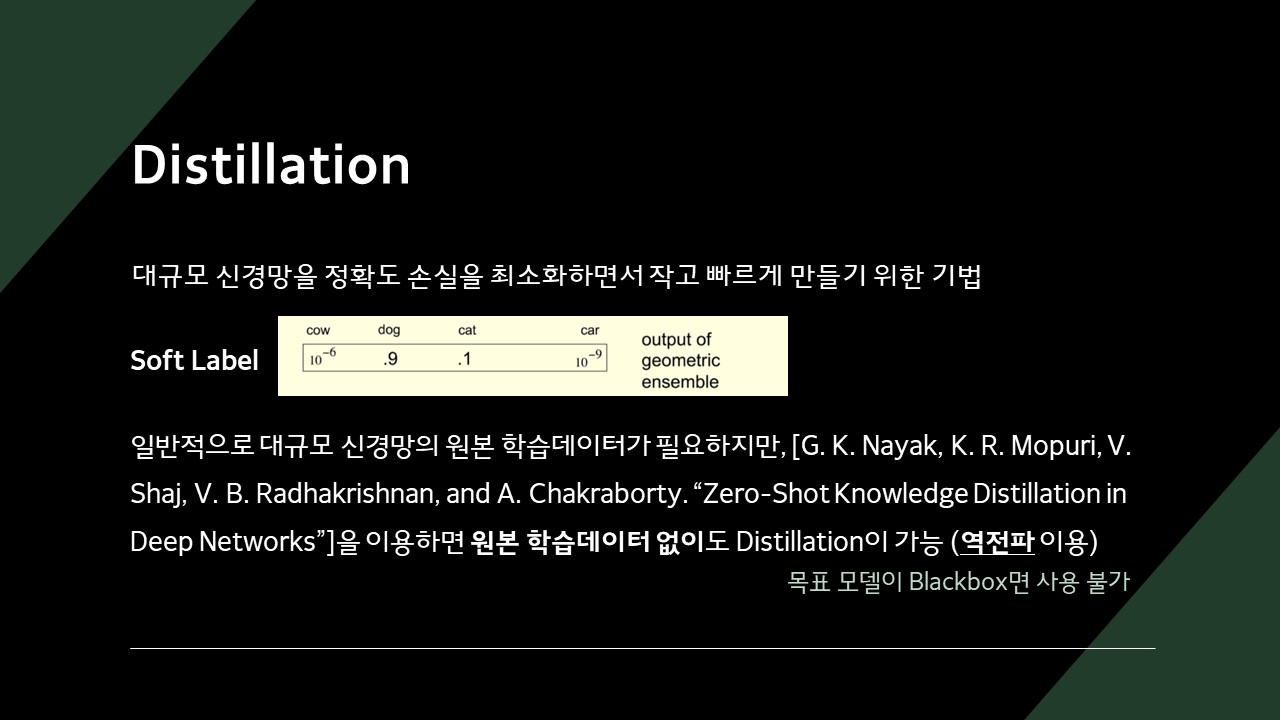 Distillation
대규모 신경망을 정확도 손실을 최소화하면서 작고 빠르게 만들기 위한 기법
Soft Label
cow dog cat car
10⁻⁶ .9 .1 10⁻⁹
output of
geometric
ensemble
일반적으로 대규모 신경망의 원본 학습데이터가 필요하지만, [G. K. Nayak, K. R. Mopuri, V.
Shaj, V. B. Radhakrishnan, and A. Chakraborty. “Zero-Shot Knowledge Distillation in
Deep Networks”]을 이용하면 원본 학습데이터 없이도 Distillation이 가능 (역전파 이용)
목표 모델이 Blackbox면 사용 불가